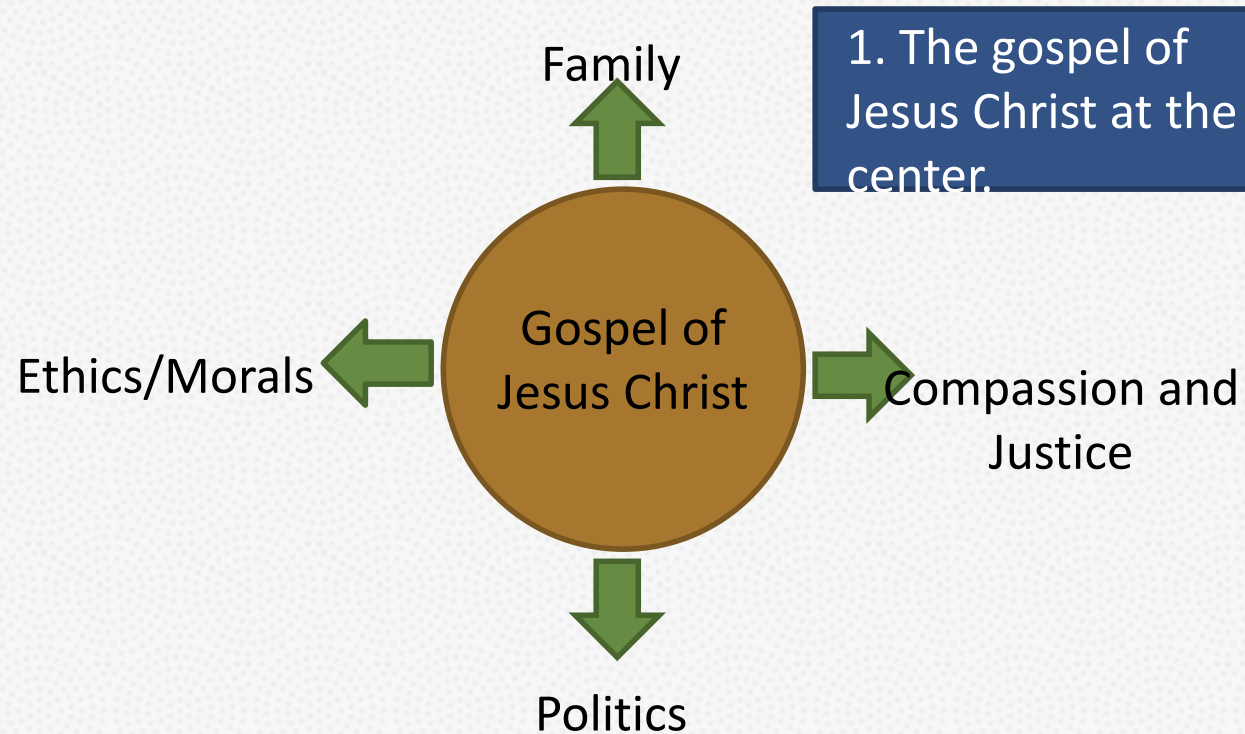 Family
1. The gospel of
Jesus Christ at the
center.
Gospel of
Jesus Christ
Ethics/Morals
Compassion and
Justice
Politics